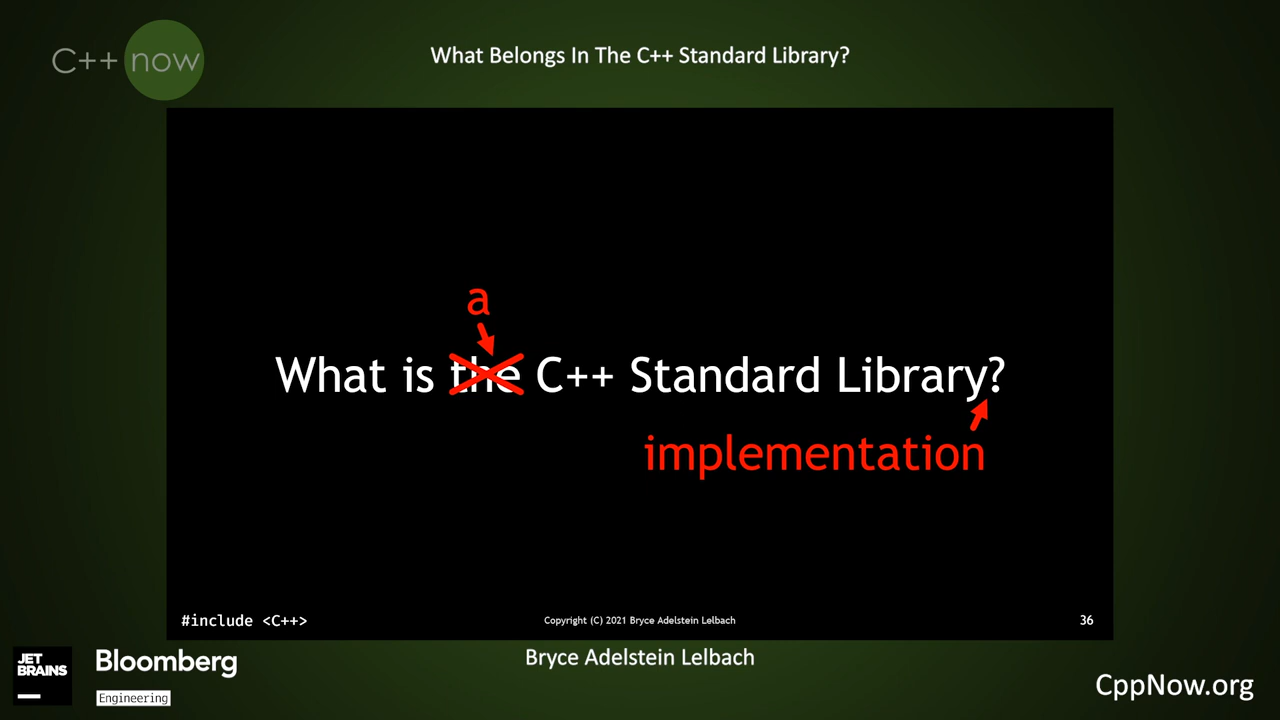 C++ now
What Belongs In The C++ Standard Library?
a
What is the C++ Standard Library?
implementation
#include <C++>
Copyright (C) 2021 Bryce Adelstein Lelbach
36
JET
BRAINS
Bloomberg
Engineering
Bryce Adelstein Lelbach
CppNow.org